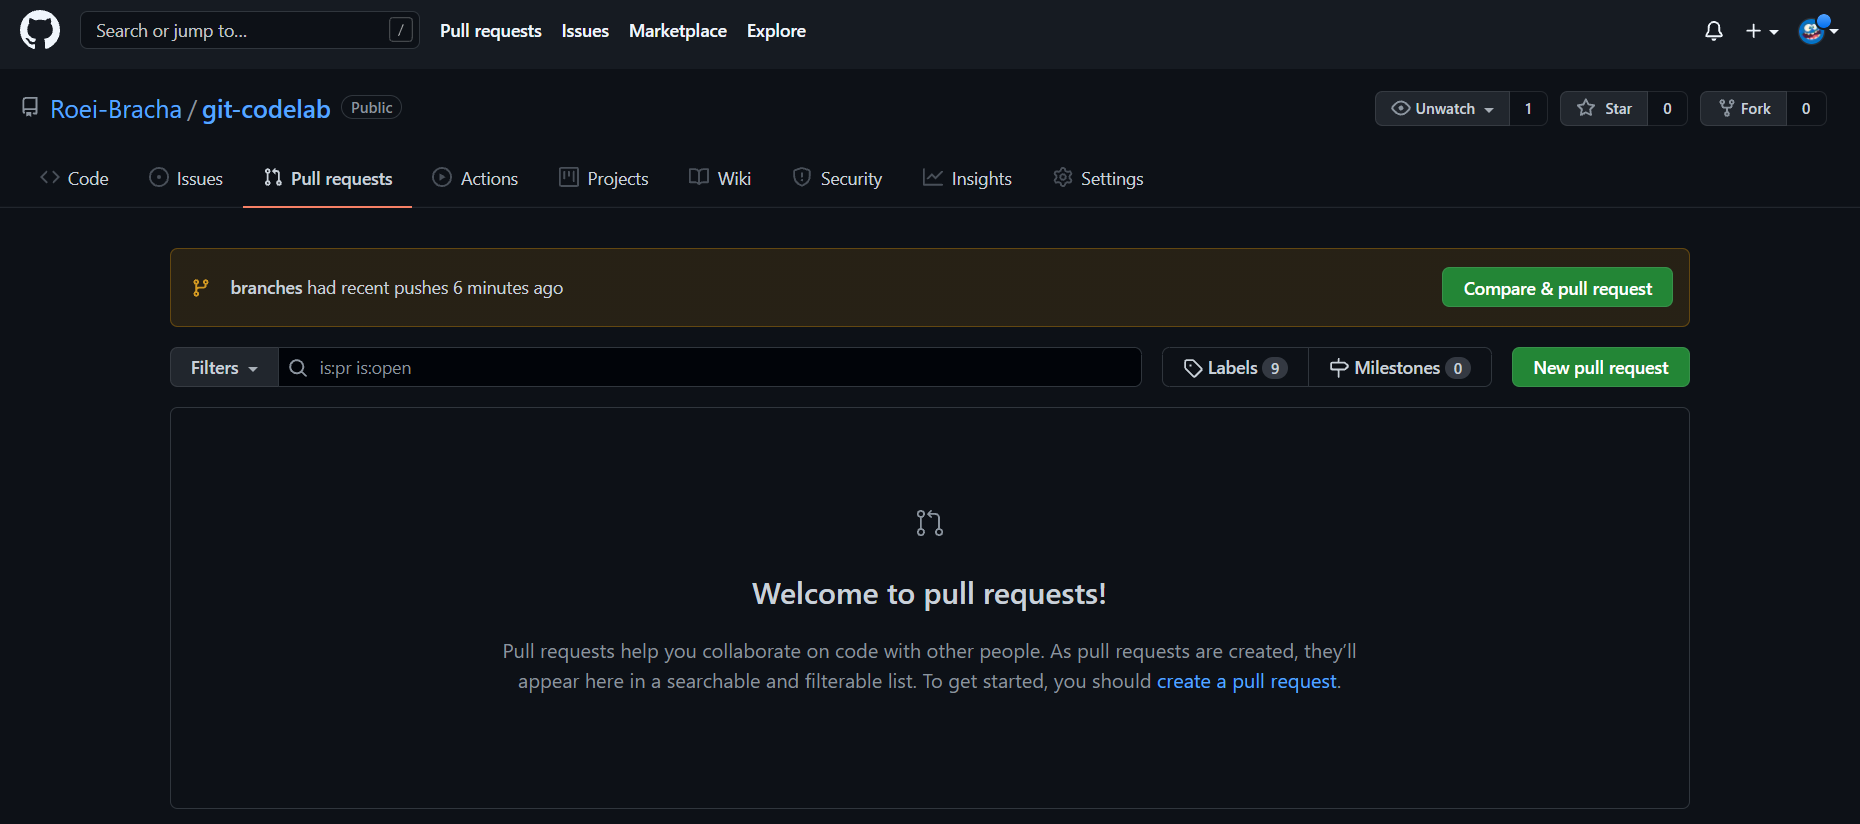 Search or jump to... /
Pull requests Issues Marketplace Explore
Roei-Bracha / git-codelab Public
Unwatch 1 Star 0 Fork 0
Code Issues Pull requests Actions Projects Wiki Security Insights Settings
branches had recent pushes 6 minutes ago Compare & pull request
Filters is:pr is:open Labels 9 Milestones 0 New pull request
Welcome to pull requests!
Pull requests help you collaborate on code with other people. As pull requests are created, they’ll
appear here in a searchable and filterable list. To get started, you should create a pull request.